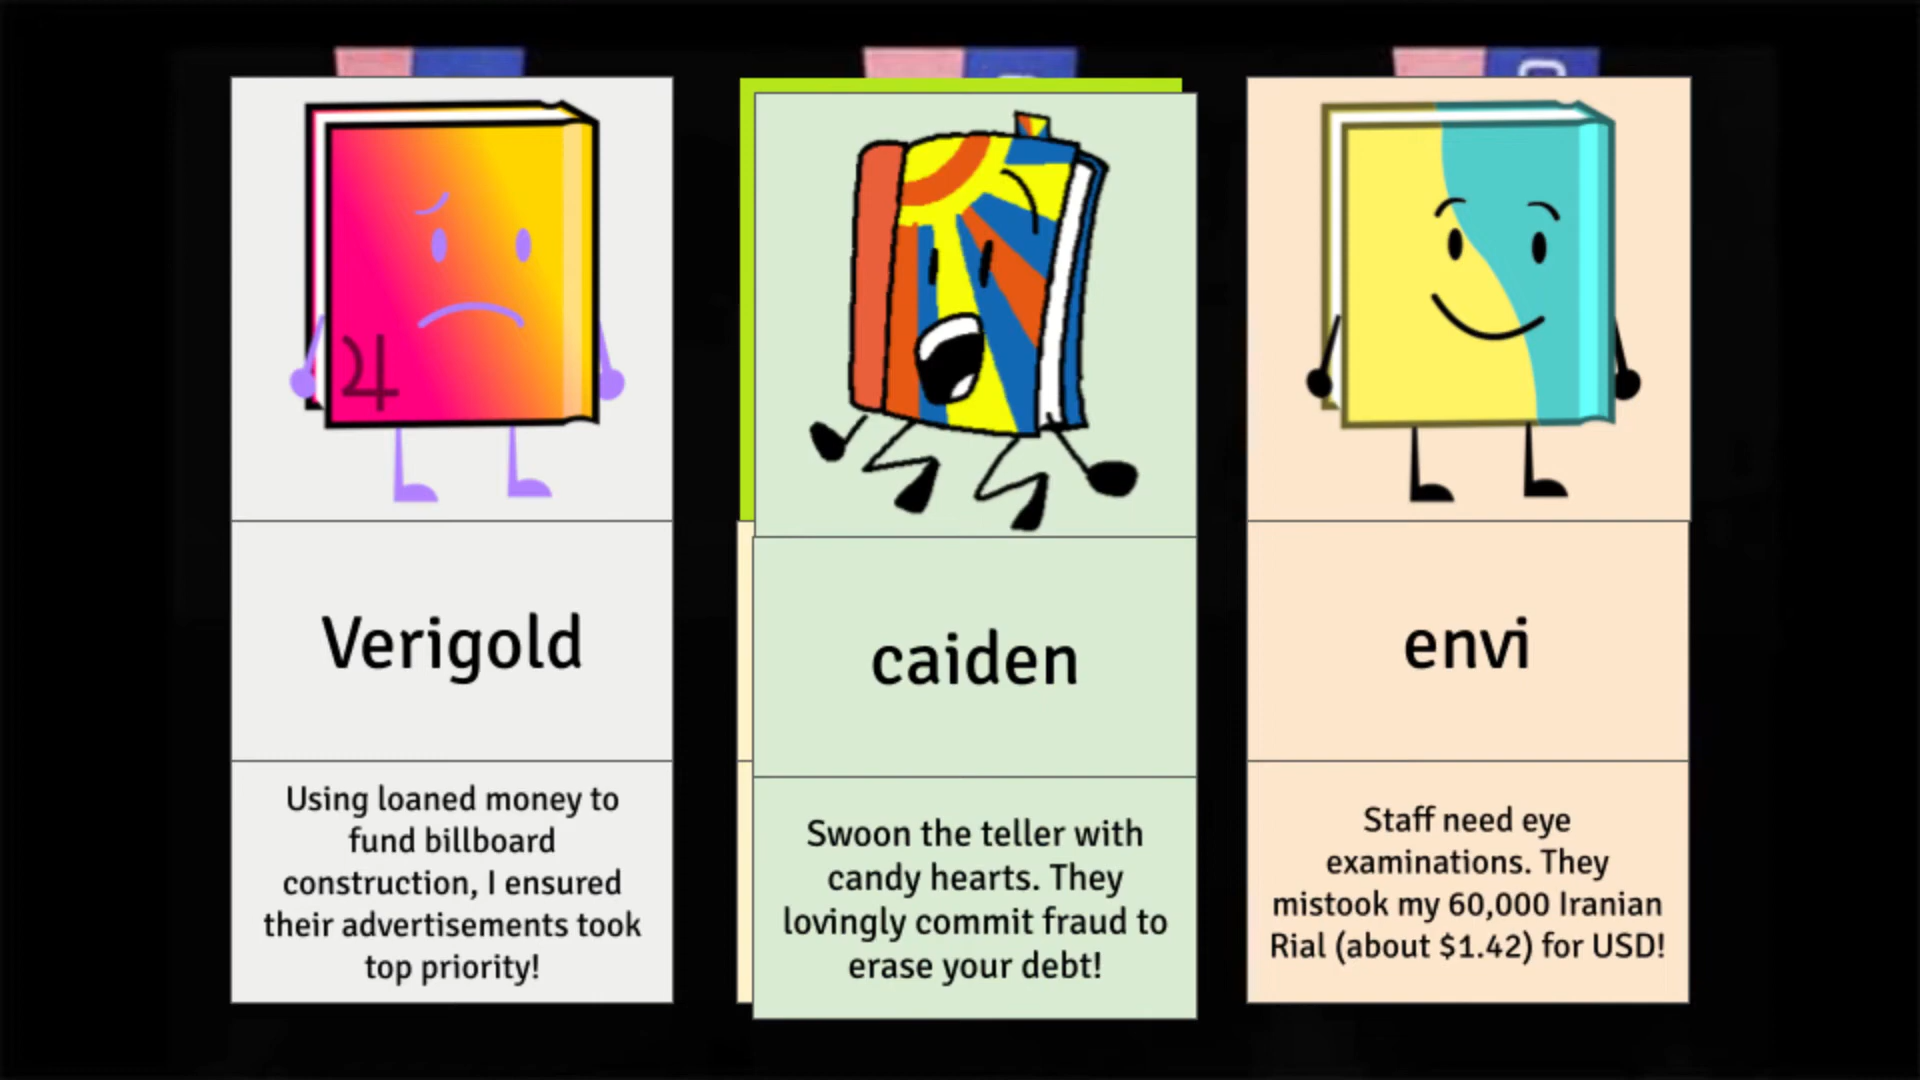 Verigold
Using loaned money to
fund billboard
construction, I ensured
their advertisements took
top priority!
caiden
Swoon the teller with
candy hearts. They
lovingly commit fraud to
erase your debt!
envi
Staff need eye
examinations. They
mistook my 60,000 Iranian
Rial (about $1.42) for USD!